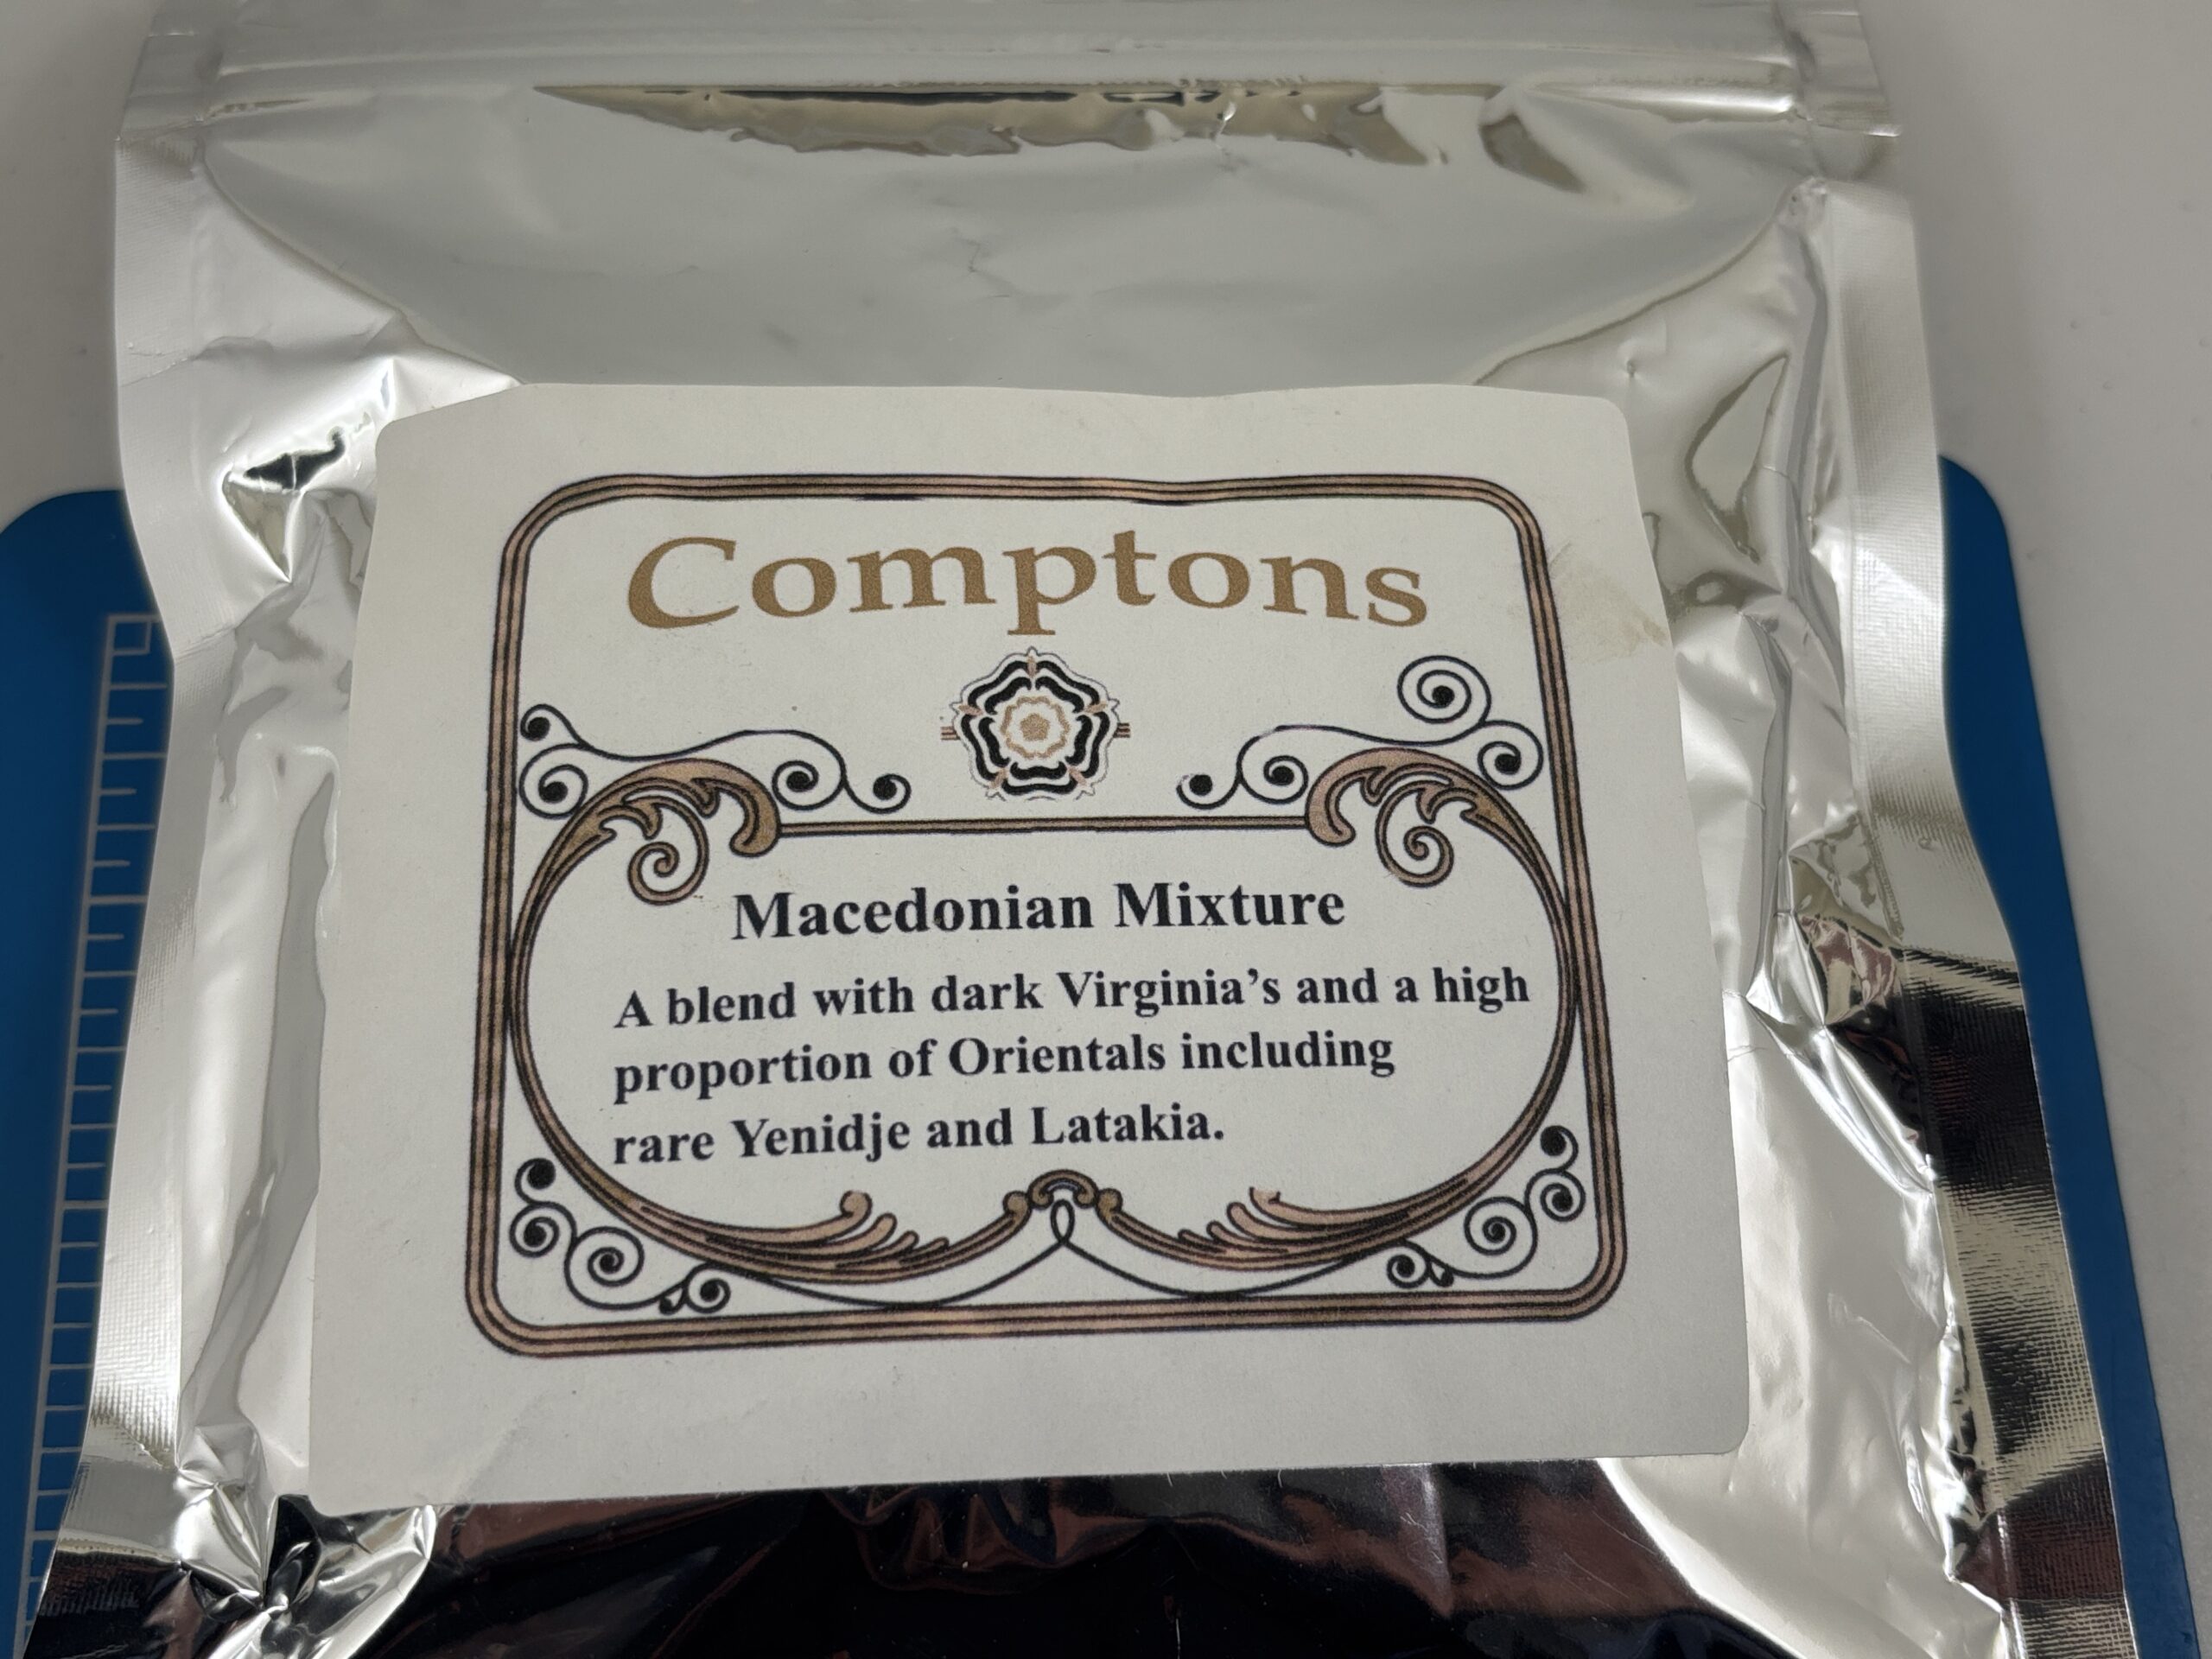 Comptons
Macedonian Mixture
A blend with dark Virginia’s and a high
proportion of Orientals including
rare Yenidje and Latakia.